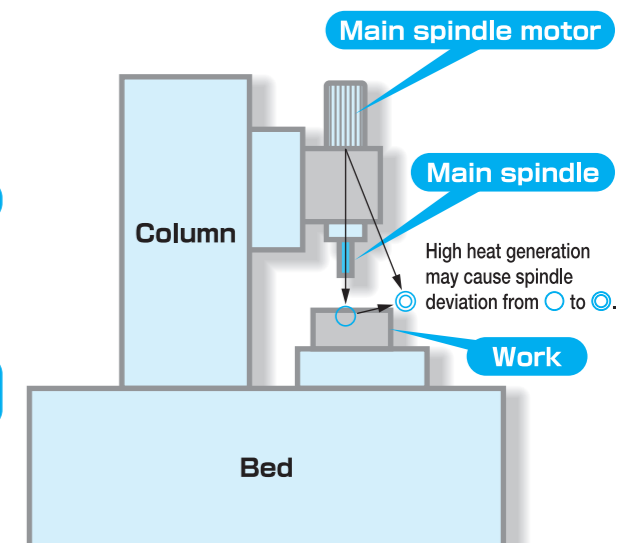 Main spindle motor
Main spindle
Column
High heat generation
may cause spindle
deviation from ○ to ◎.
Work
Bed